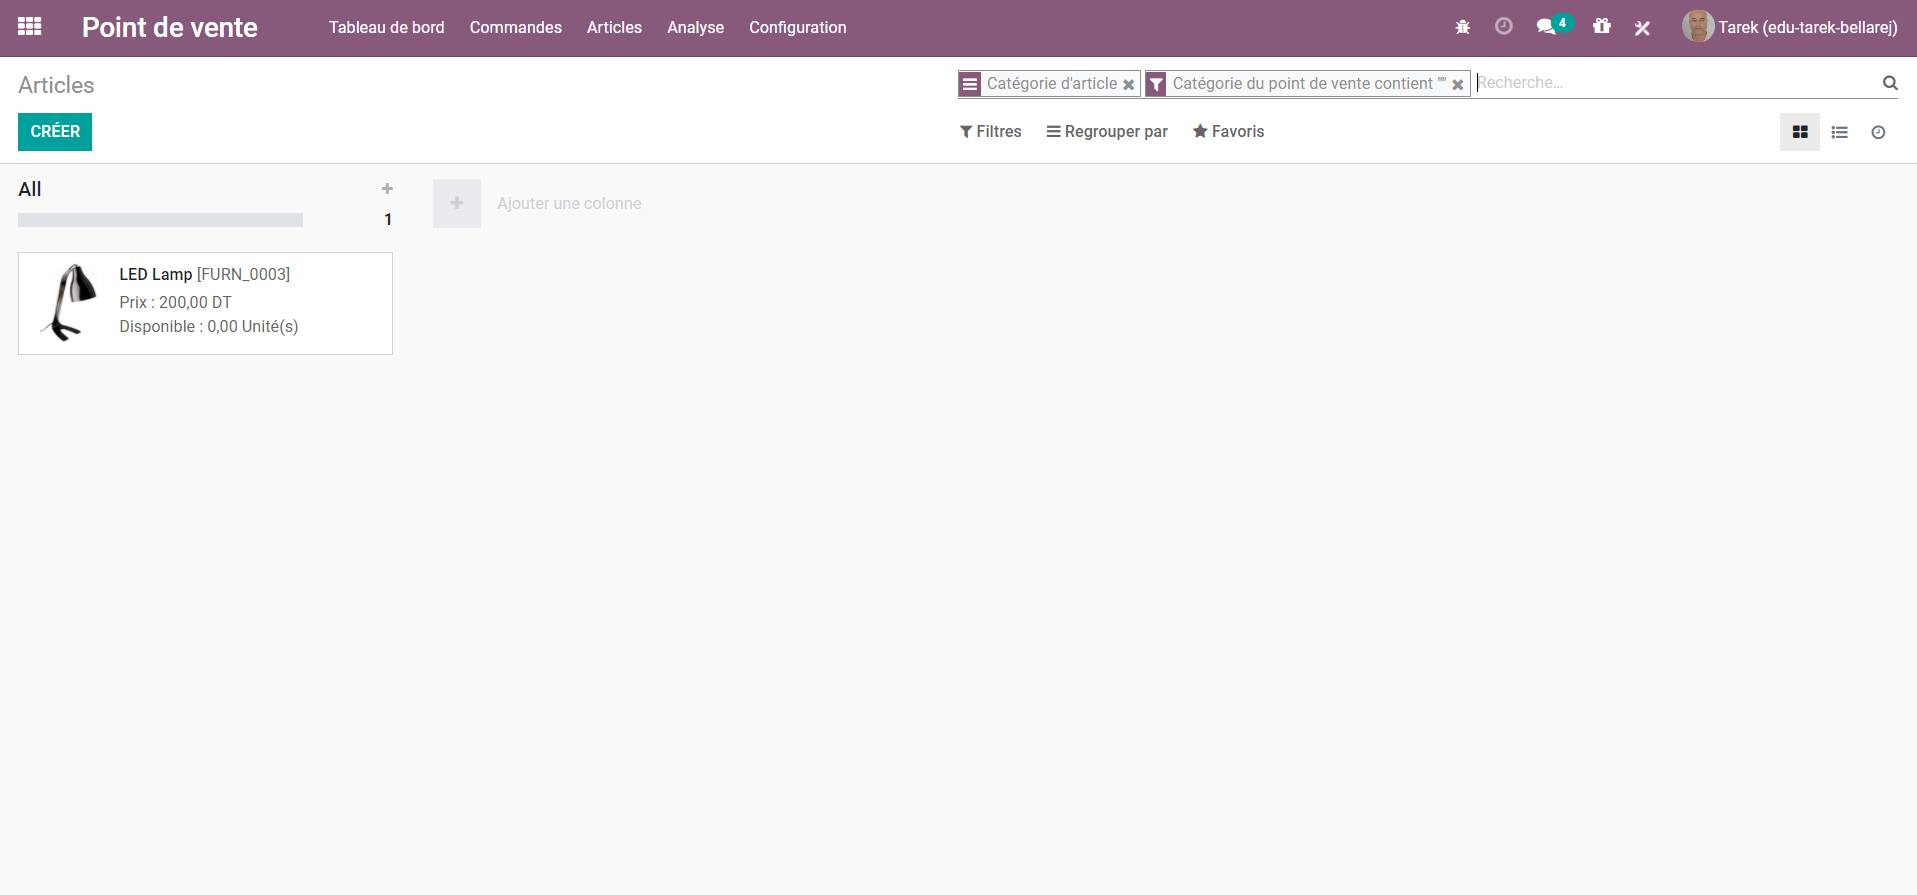 Point de vente Tableau de bord Commandes Articles Analyse Configuration 4 Tarek (edu-tarek-bellarej)
Articles
Catégorie d'article Catégorie du point de vente contient "" Recherche...
CRÉER
Filtres Regrouper par Favoris
All
1
Ajouter une colonne
LED Lamp [FURN_0003]
Prix : 200,00 DT
Disponible : 0,00 Unité(s)